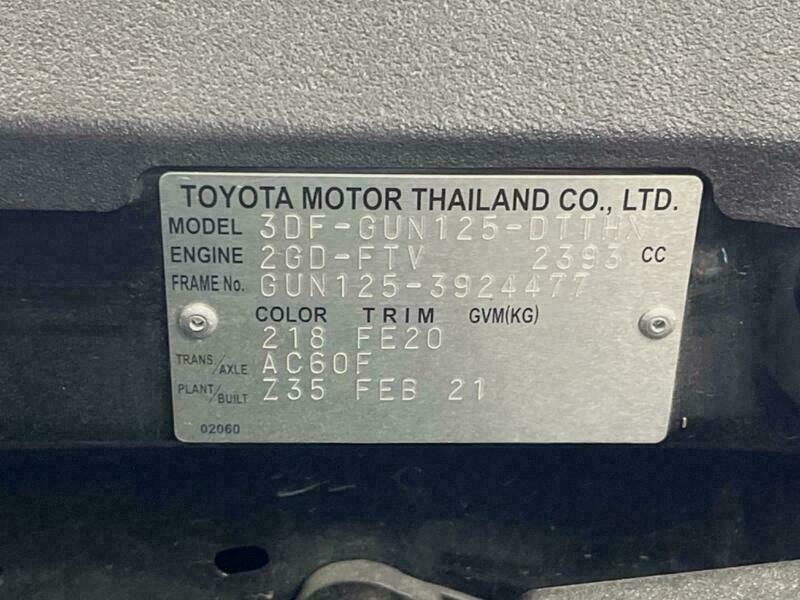 TOYOTA MOTOR THAILAND CO., LTD.
MODEL 3DF-GUN125-DTTHX
ENGINE 2GD-FTV 2393 CC
FRAME No. GUN125-3924477
COLOR TRIM GVM(KG)
218 FE20
TRANS/AXLE AC60F
PLANT/BUILT Z35 FEB 21
02060